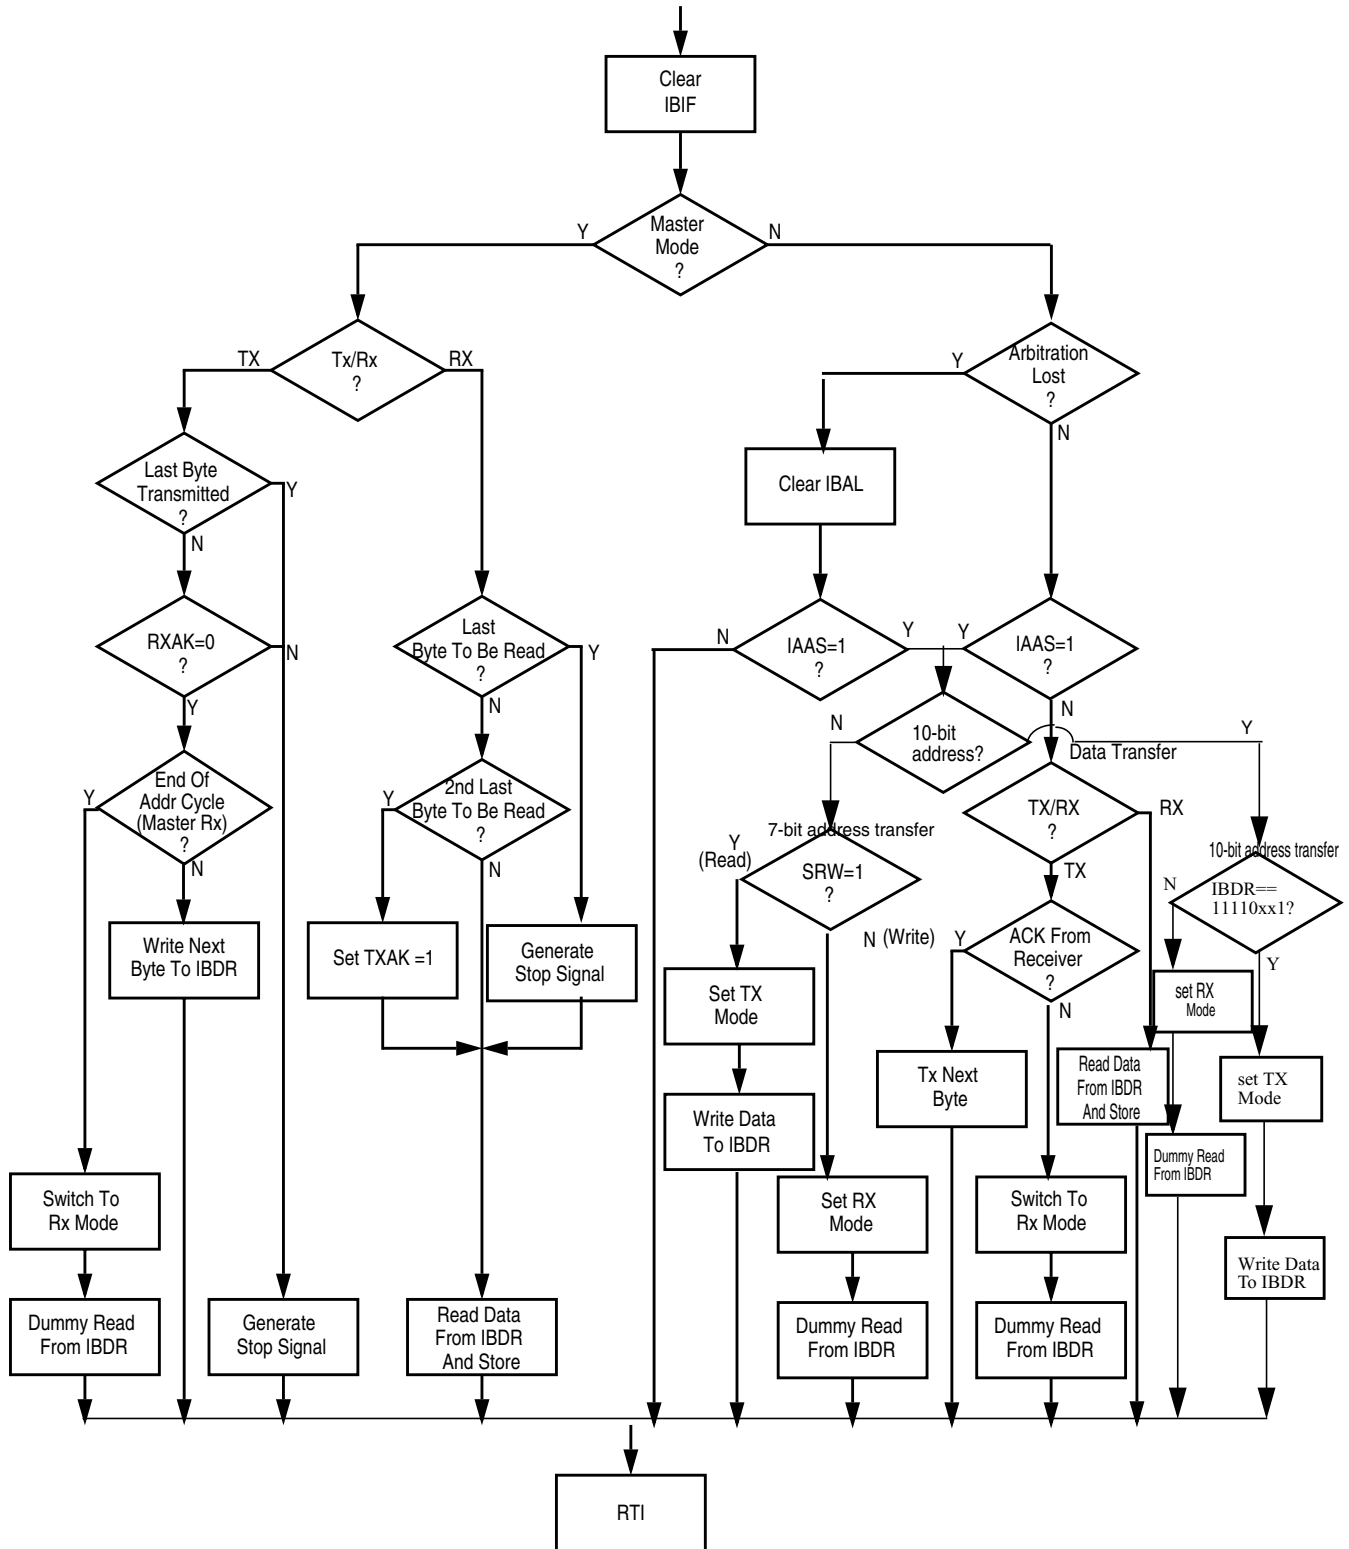 Clear
IBIF
Master
Mode
?
Y
N
Tx/Rx
?
TX
RX
Arbitration
Lost
?
Y
N
Last Byte
Transmitted
?
Y
N
Clear IBAL
RXAK=0
?
N
Y
Last
Byte To Be Read
?
Y
N
IAAS=1
?
N
Y
IAAS=1
?
Y
N
10-bit
address?
N
Y
Data Transfer
End Of
Addr Cycle
(Master Rx)
?
Y
N
2nd Last
Byte To Be Read
?
Y
N
TX/RX
?
RX
TX
7-bit address transfer
Y
(Read)
SRW=1
?
N (Write)
10-bit address transfer
IBDR==
11110xx1?
N
Y
Write Next
Byte To IBDR
Set TXAK =1
Generate
Stop Signal
ACK From
Receiver
?
Y
N
Set TX
Mode
set RX
Mode
Tx Next
Byte
Read Data
From IBDR
And Store
set TX
Mode
Write Data
To IBDR
Dummy Read
From IBDR
Switch To
Rx Mode
Set RX
Mode
Switch To
Rx Mode
Write Data
To IBDR
Dummy Read
From IBDR
Generate
Stop Signal
Read Data
From IBDR
And Store
Dummy Read
From IBDR
Dummy Read
From IBDR
RTI